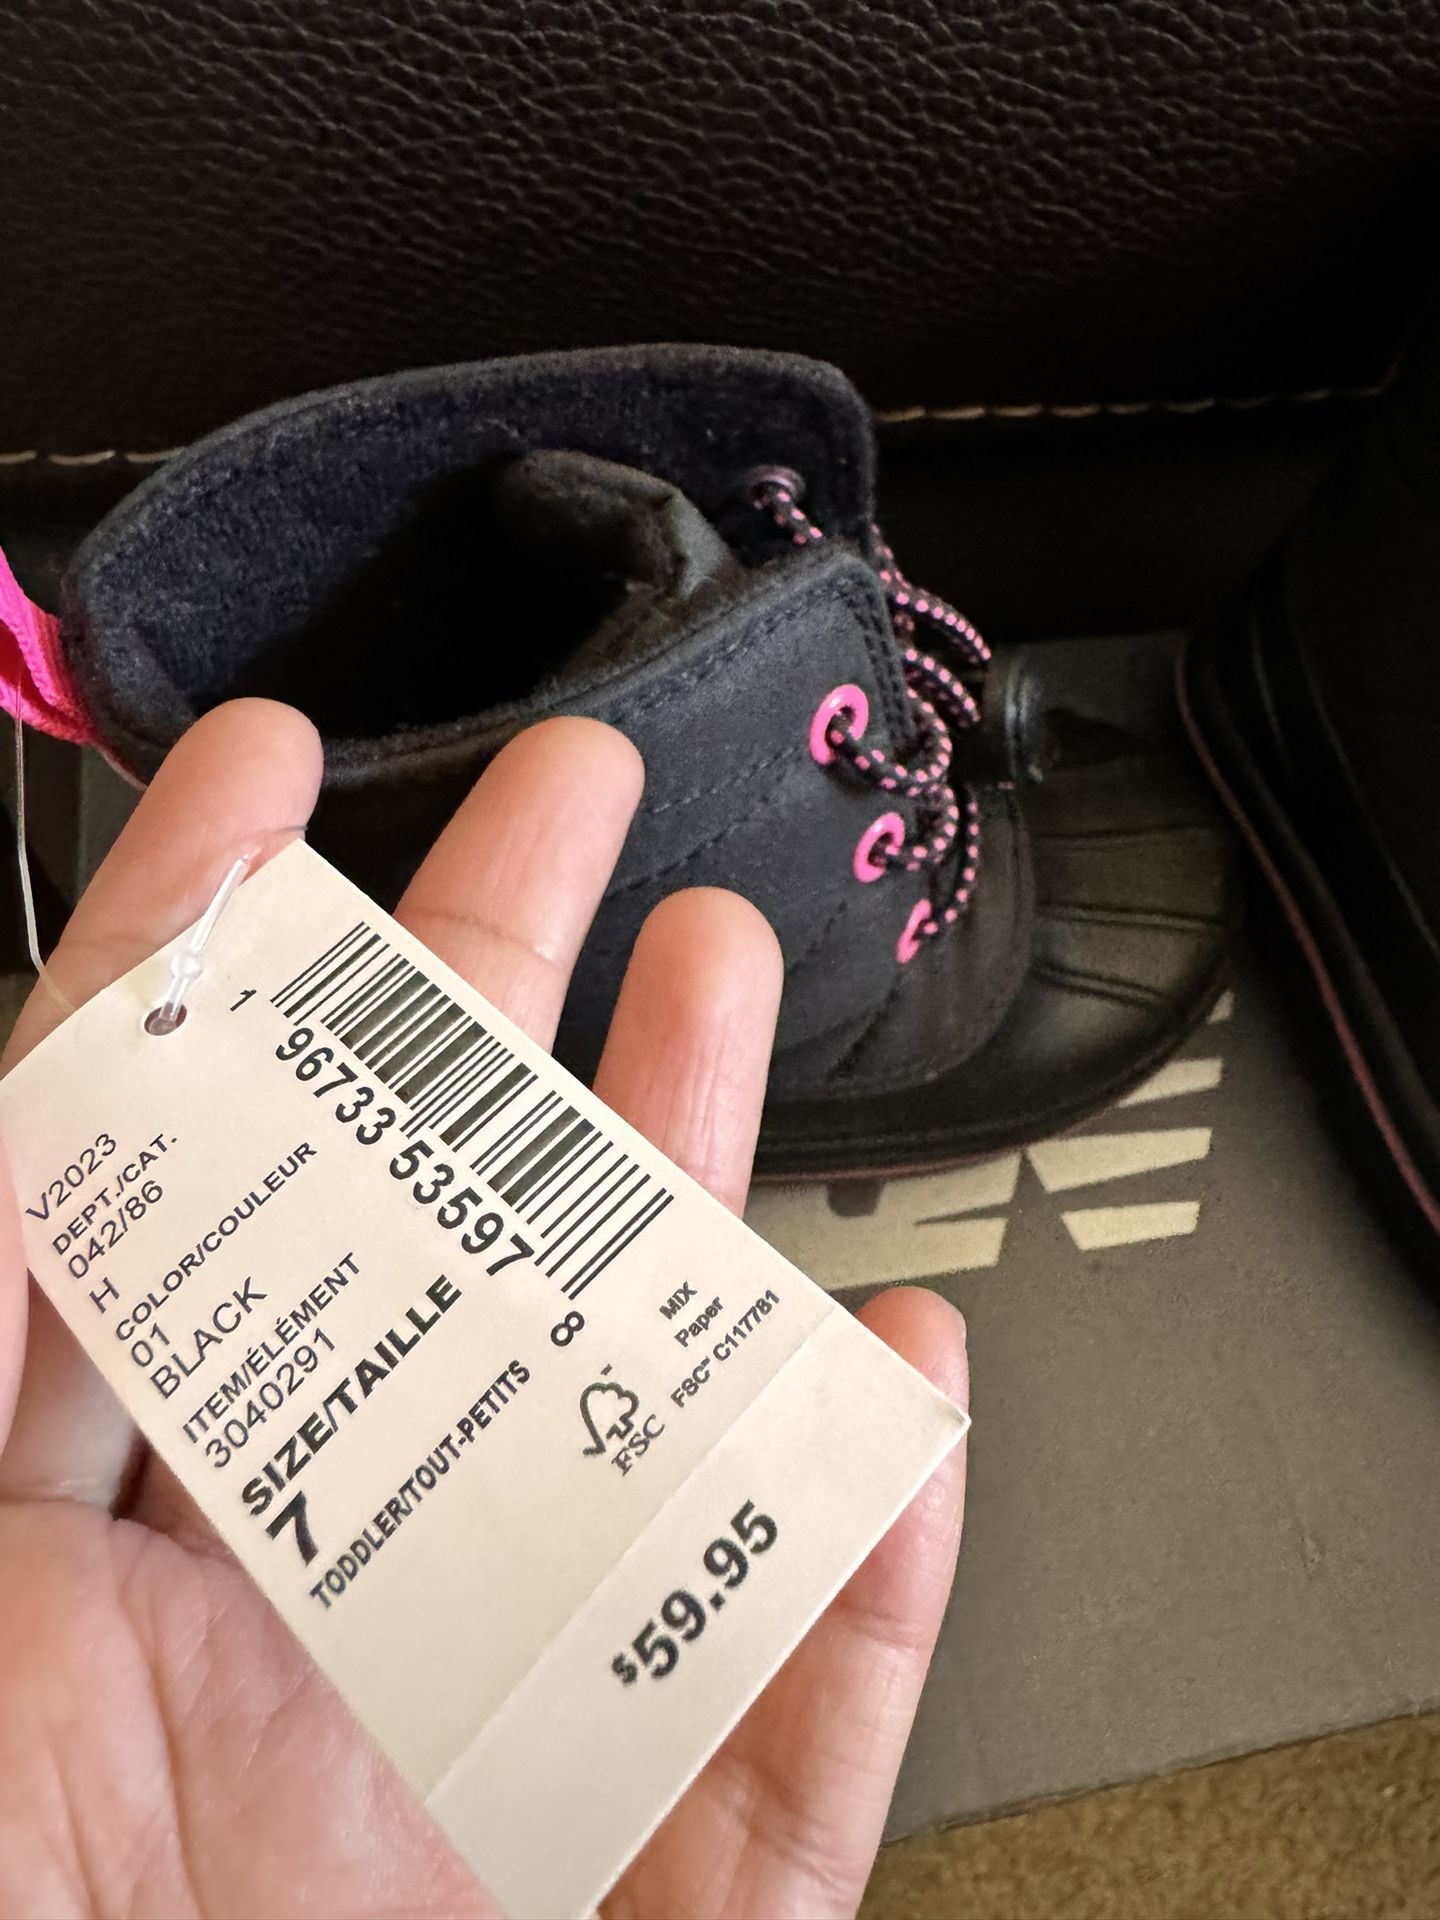 1 96733 53597 8
V2023
DEPT./CAT.
042/86
H
COLOR/COULEUR
01
BLACK
ITEM/ÉLÉMENT
3040291
SIZE/TAILLE
7
TODDLER/TOUT-PETITS
FSC
MIX
Paper
FSC™ C117781
$59.95